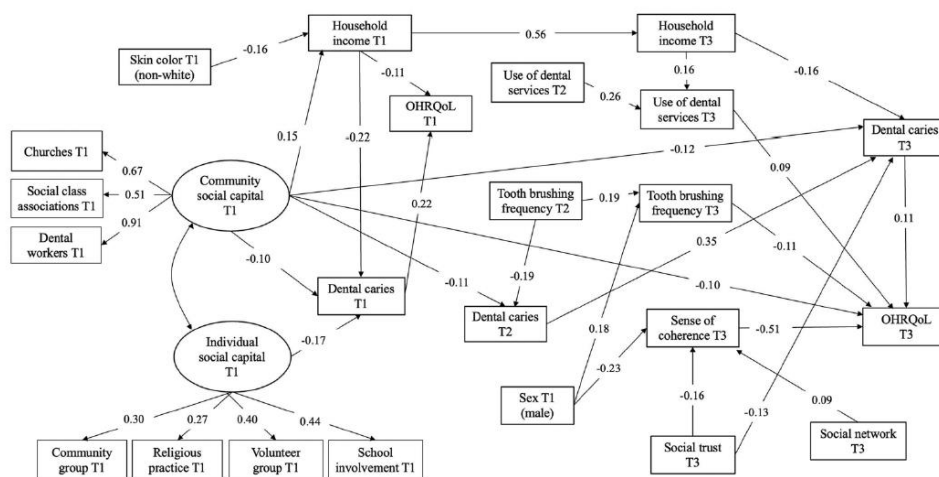 Household
income T1
0.56
Household
income T3
Skin color T1
(non-white)
-0.16
-0.11
0.16
-0.16
Use of dental
services T2
0.26
Use of dental
services T3
OHRQoL
T1
0.15
-0.22
Dental caries
T3
Churches T1
0.67
-0.12
0.09
Social class
associations T1
0.51
Community
social capital
T1
Tooth brushing
frequency T2
0.19
Tooth brushing
frequency T3
0.22
0.11
Dental
workers T1
0.91
0.35
-0.11
-0.10
-0.19
-0.11
-0.10
Dental caries
T1
Dental caries
T2
Sense of
coherence T3
-0.51
OHRQoL
T3
0.18
Individual
social capital
T1
-0.17
-0.23
Sex T1
(male)
-0.16
-0.13
0.09
0.30
0.27
0.40
0.44
Social trust
T3
Social network
T3
Community
group T1
Religious
practice T1
Volunteer
group T1
School
involvement T1